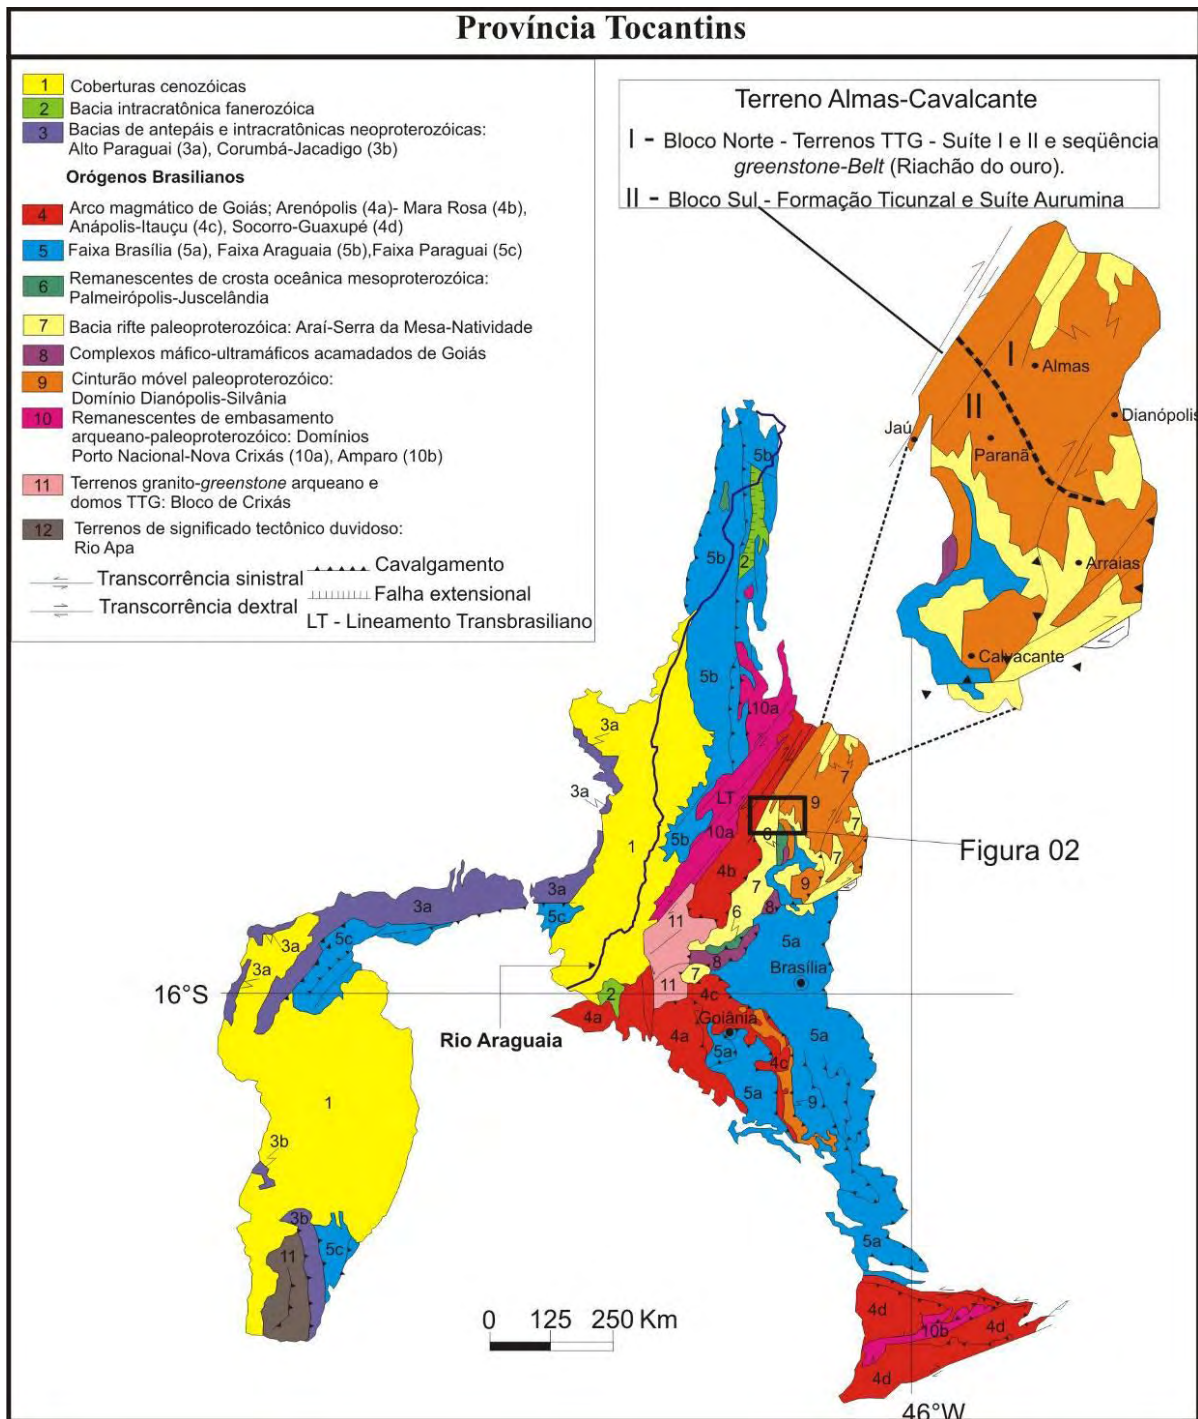 Província Tocantins
1 Coberturas cenozóicas
2 Bacia intracratônica fanerozóica
3 Bacias de antepáis e intracratônicas neoproterozóicas:
Alto Paraguai (3a), Corumbá-Jacadigo (3b)
Orógenos Brasilianos
4 Arco magmático de Goiás; Arenópolis (4a)- Mara Rosa (4b),
Anápolis-Itauçu (4c), Socorro-Guaxupé (4d)
5 Faixa Brasília (5a), Faixa Araguaia (5b),Faixa Paraguai (5c)
6 Remanescentes de crosta oceânica mesoproterozóica:
Palmeirópolis-Juscelândia
7 Bacia rifte paleoproterozóica: Araí-Serra da Mesa-Natividade
8 Complexos máfico-ultramáficos acamadados de Goiás
9 Cinturão móvel paleoproterozóico:
Domínio Dianópolis-Silvânia
10 Remanescentes de embasamento
arqueano-paleoproterozóico: Domínios
Porto Nacional-Nova Crixás (10a), Amparo (10b)
11 Terrenos granito-greenstone arqueano e
domos TTG: Bloco de Crixás
12 Terrenos de significado tectônico duvidoso:
Rio Apa
Transcorrência sinistral
Transcorrência dextral
Cavalgamento
Falha extensional
LT - Lineamento Transbrasiliano
Terreno Almas-Cavalcante
I - Bloco Norte - Terrenos TTG - Suíte I e II e seqüência
greenstone-Belt (Riachão do ouro).
II - Bloco Sul - Formação Ticunzal e Suíte Aurumina
I
Almas
II
Dianópolis
Jaú
Paranã
Arraias
Calvacante
5b
5b
2
5b
10a
3a
3a
LT
7
9
7
5b
10a
6
7
1
4b
9
Figura 02
3a
7
3a
5c
11
6
8
3a
5c
5a
3a
8
Brasília
7
11
16°S
2
4c
4a
Goiânia
Rio Araguaia
4a
5a
5a
4c
5a
9
1
3b
3b
11
5c
5a
0 125 250 Km
4d
10b
4d
4d
46°W